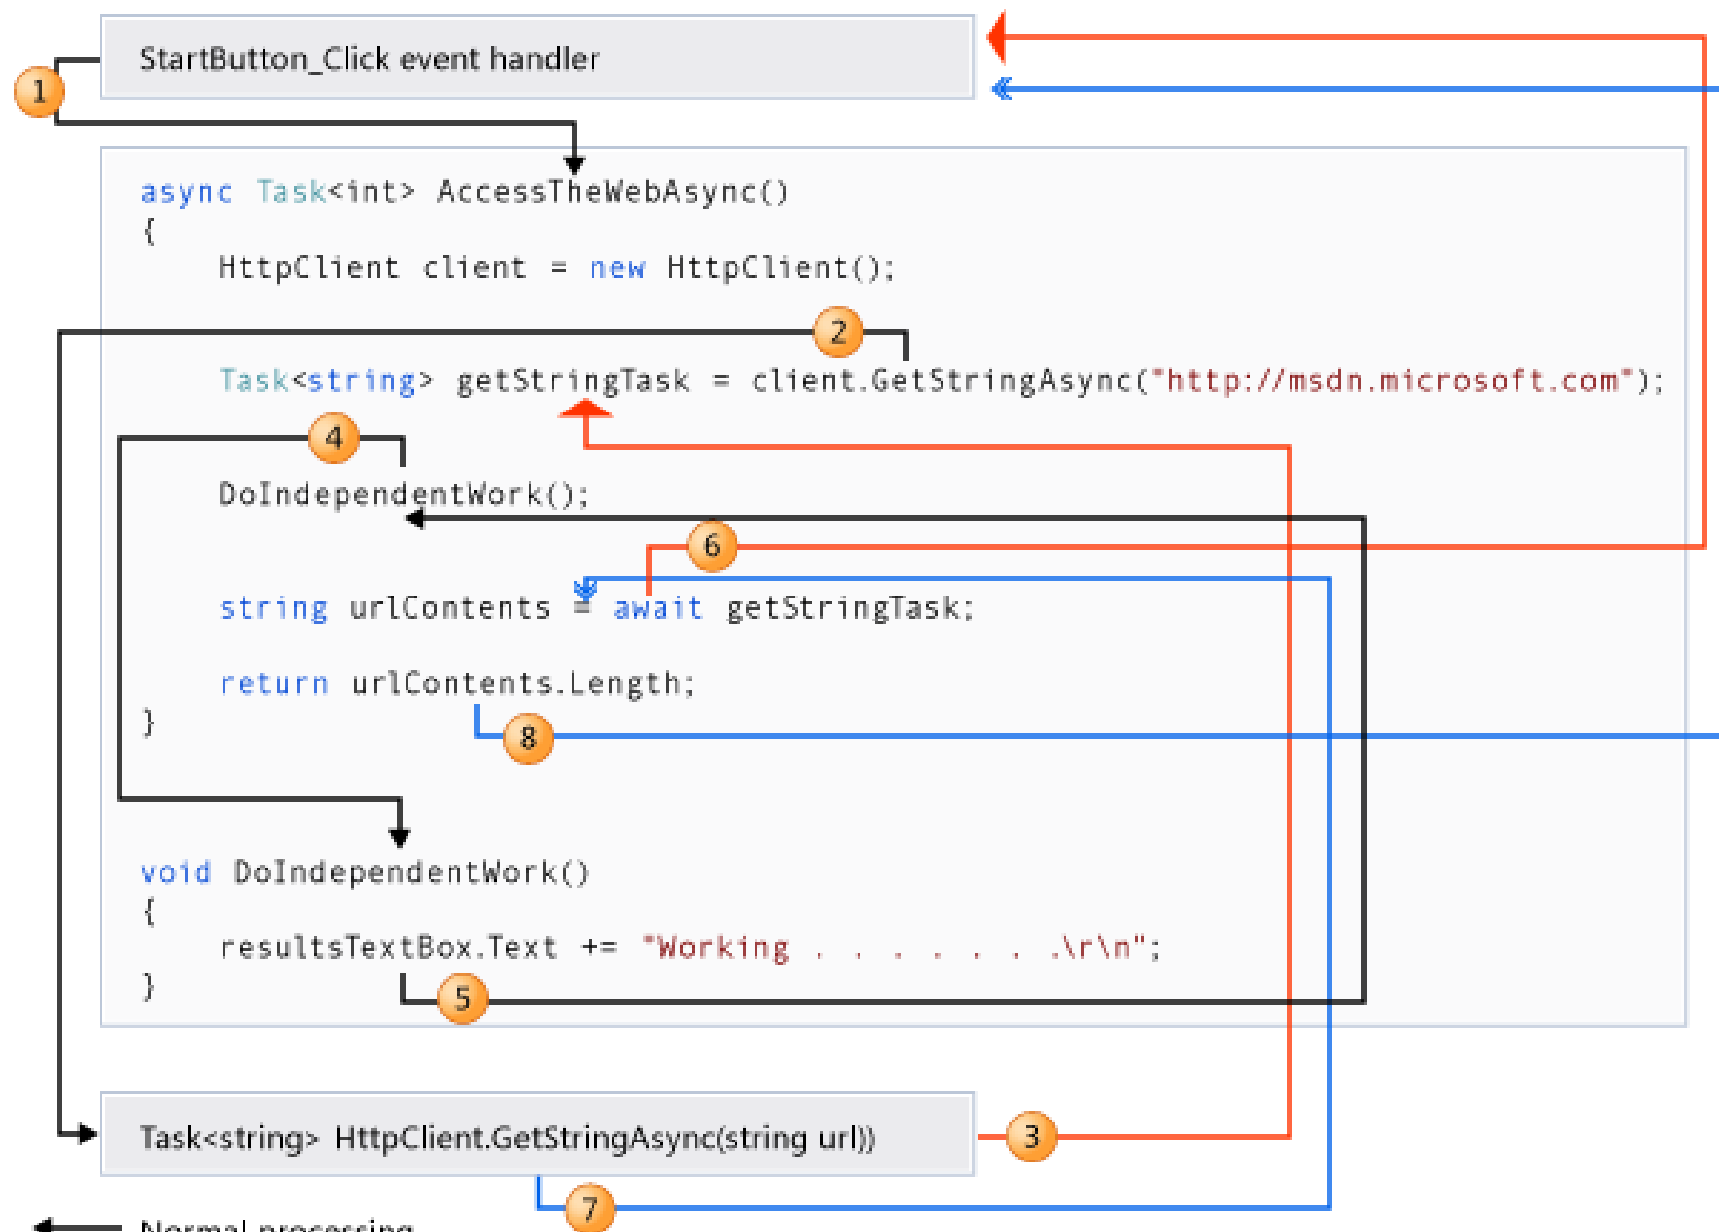 StartButton_Click event handler
1
async Task<int> AccessTheWebAsync()
{
HttpClient client = new HttpClient();
2
Task<string> getStringTask = client.GetStringAsync("http://msdn.microsoft.com");
4
DoIndependentWork();
6
string urlContents = await getStringTask;
return urlContents.Length;
}
8
void DoIndependentWork()
{
resultsTextBox.Text += "Working . . . . . . .\r\n";
}
5
Task<string> HttpClient.GetStringAsync(string url))
3
7
Normal processing